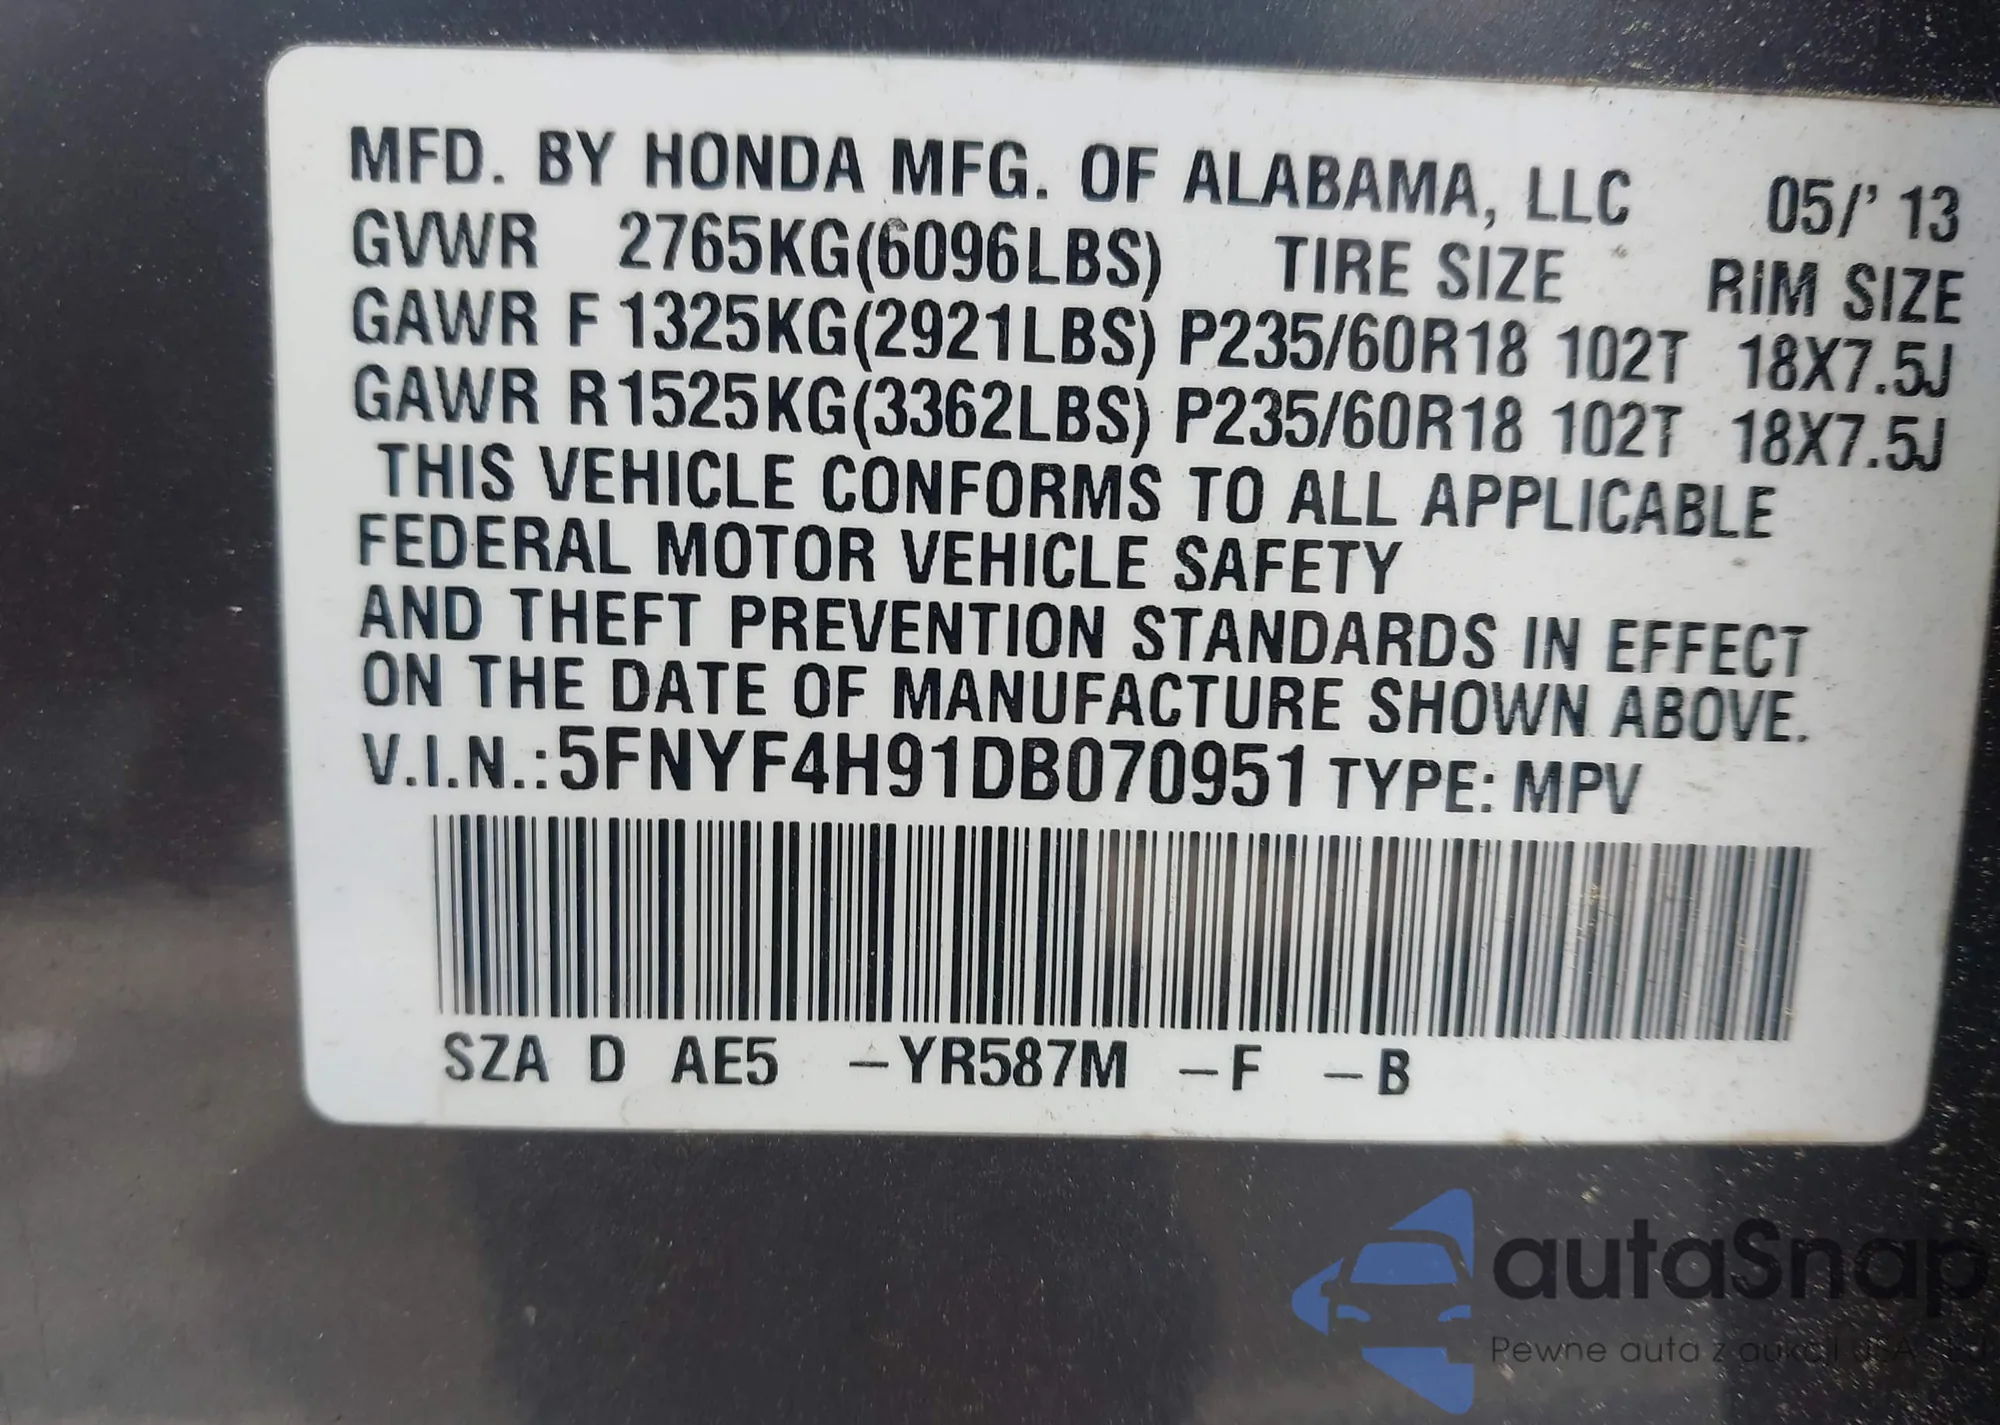 MFD. BY HONDA MFG. OF ALABAMA, LLC 05/' 13
GVWR 2765KG(6096LBS) TIRE SIZE RIM SIZE
GAWR F 1325KG(2921LBS) P235/60R18 102T 18X7.5J
GAWR R1525KG(3362LBS) P235/60R18 102T 18X7.5J
THIS VEHICLE CONFORMS TO ALL APPLICABLE
FEDERAL MOTOR VEHICLE SAFETY
AND THEFT PREVENTION STANDARDS IN EFFECT
ON THE DATE OF MANUFACTURE SHOWN ABOVE.
V.I.N.:5FNYF4H91DB070951 TYPE: MPV
SZA D AE5 –YR587M –F –B
autaSnap
Pewne auta z aukcji